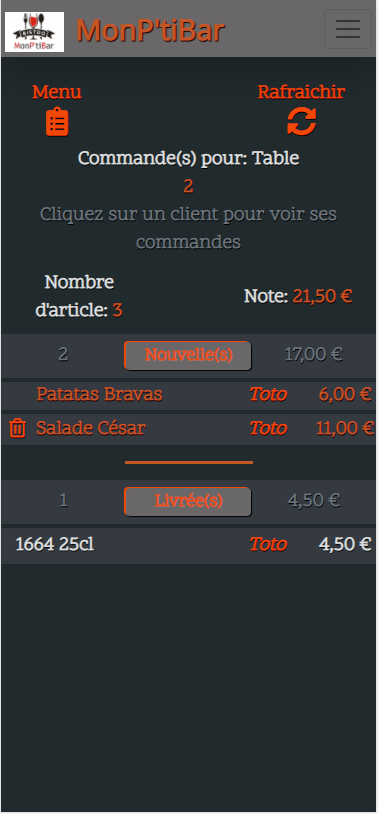 BISTRO
MonP'tiBar
MonP'tiBar
Menu Rafraichir
Commande(s) pour: Table
2
Cliquez sur un client pour voir ses
commandes
Nombre
d'article: 3 Note: 21,50 €
2 Nouvelle(s) 17,00 €
Patatas Bravas Toto 6,00 €
Salade César Toto 11,00 €
1 Livrée(s) 4,50 €
1664 25cl Toto 4,50 €